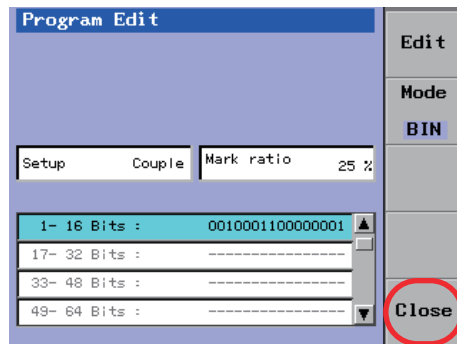 Program Edit
Edit
Mode
BIN
Setup Couple
Mark ratio 25 %
1- 16 Bits : 0010001100000001
17- 32 Bits : ----------------
33- 48 Bits : ----------------
49- 64 Bits : ----------------
Close